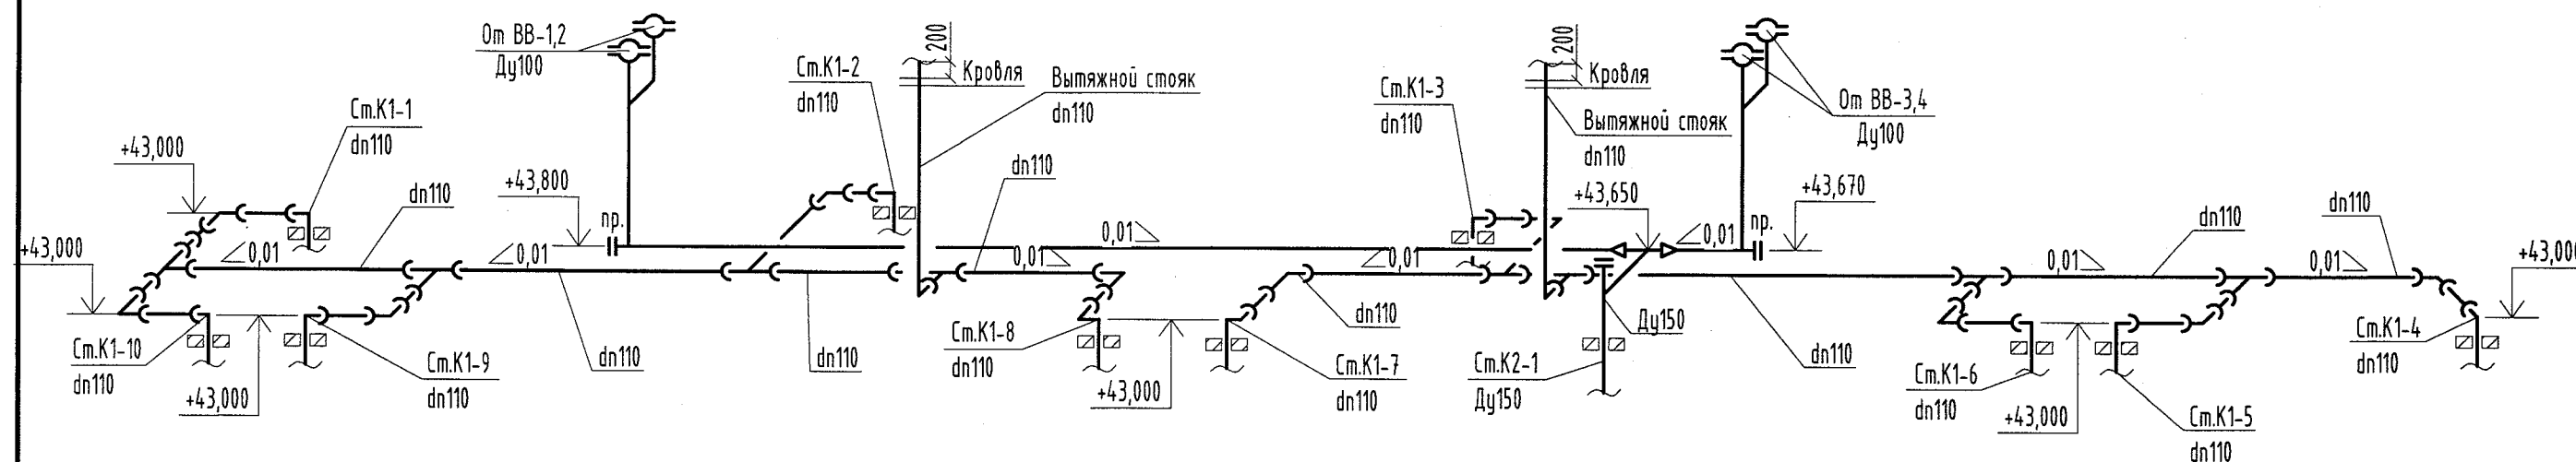 От ВВ-1,2
Ду100
Ст.К1-2
dn110
200
Кровля
Вытяжной стояк
dn110
Ст.К1-3
dn110
200
Кровля
Вытяжной стояк
dn110
От ВВ-3,4
Ду100
Ст.К1-1
dn110
+43,000
dn110
+43,800
пр.
dn110
+43,650
+43,670
пр.
dn110
dn110
+43,000
0,01
0,01
0,01
0,01
0,01
0,01
0,01
0,01
+43,000
Ст.К1-10
dn110
+43,000
Ст.К1-9
dn110
dn110
dn110
Ст.К1-8
dn110
+43,000
Ст.К1-7
dn110
dn110
Ст.К2-1
Ду150
Ду150
dn110
Ст.К1-6
dn110
+43,000
Ст.К1-5
dn110
Ст.К1-4
dn110